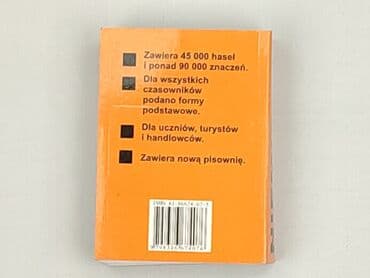 Zawiera 45 000 haseł
i ponad 90 000 znaczeń.
Dla wszystkich
czasowników
podano formy
podstawowe.
Dla uczniów, turystów
i handlowców.
Zawiera nową pisownię.